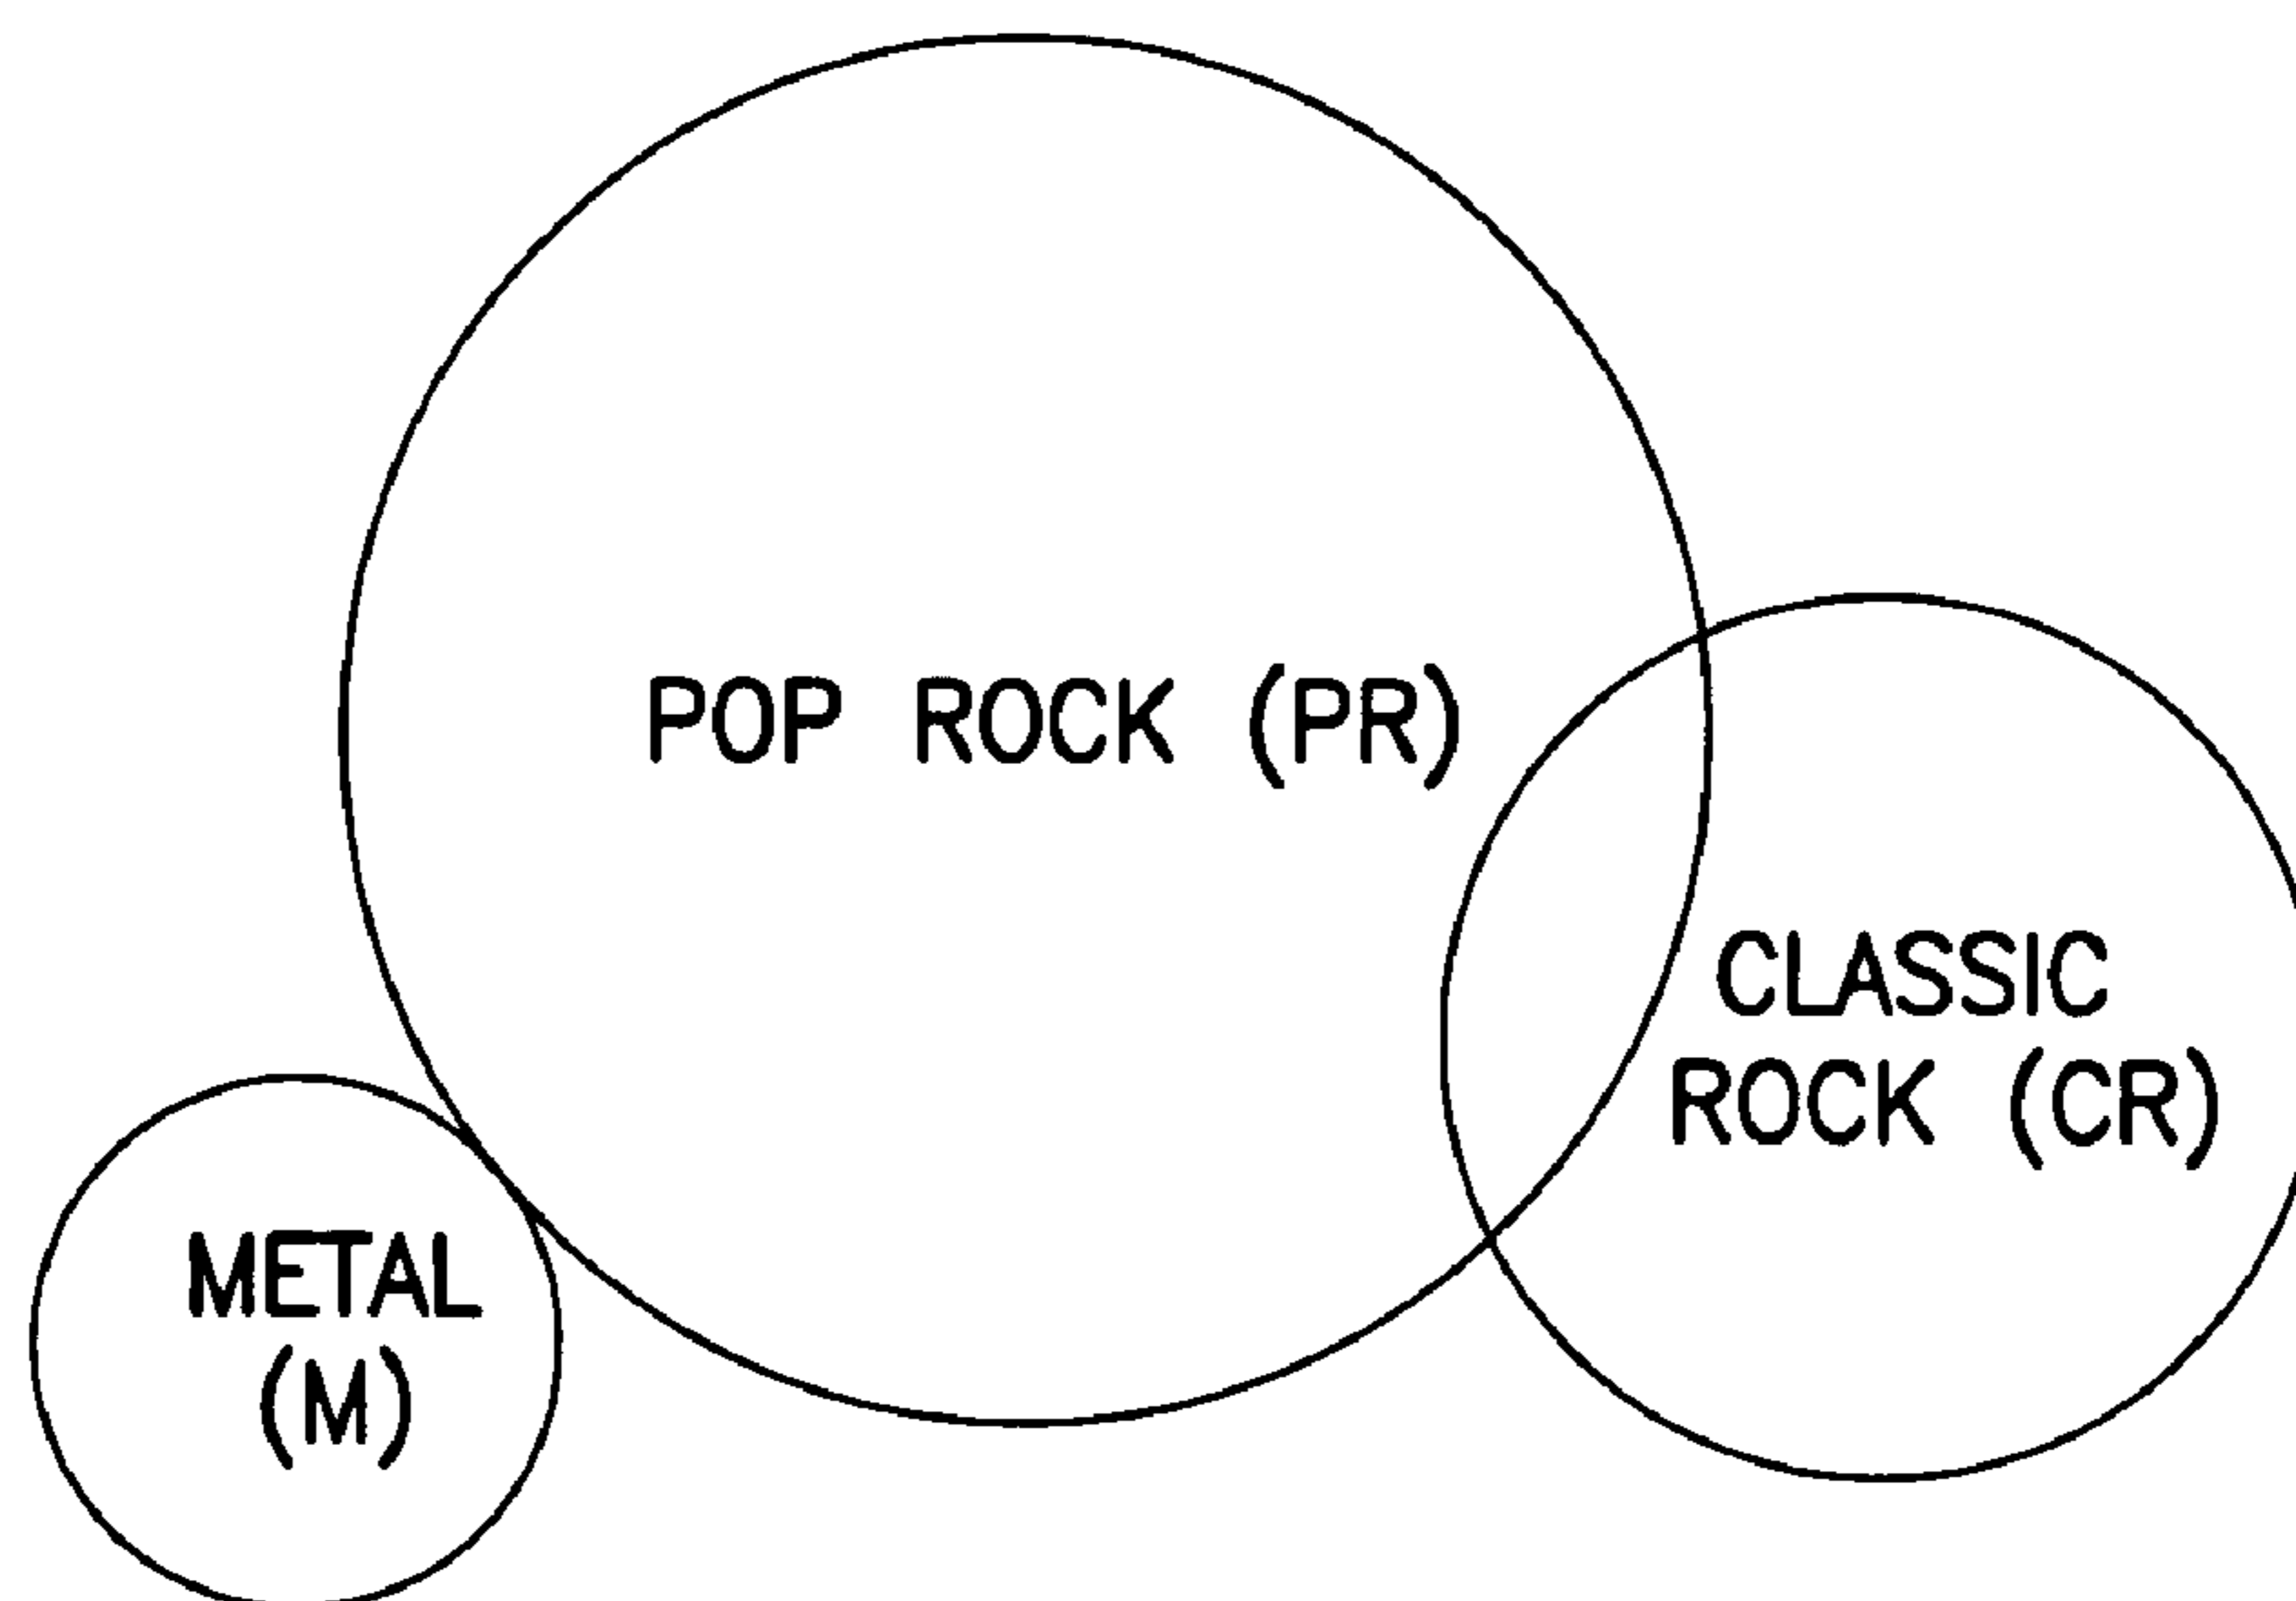 POP ROCK (PR)
CLASSIC
ROCK (CR)
METAL
(M)